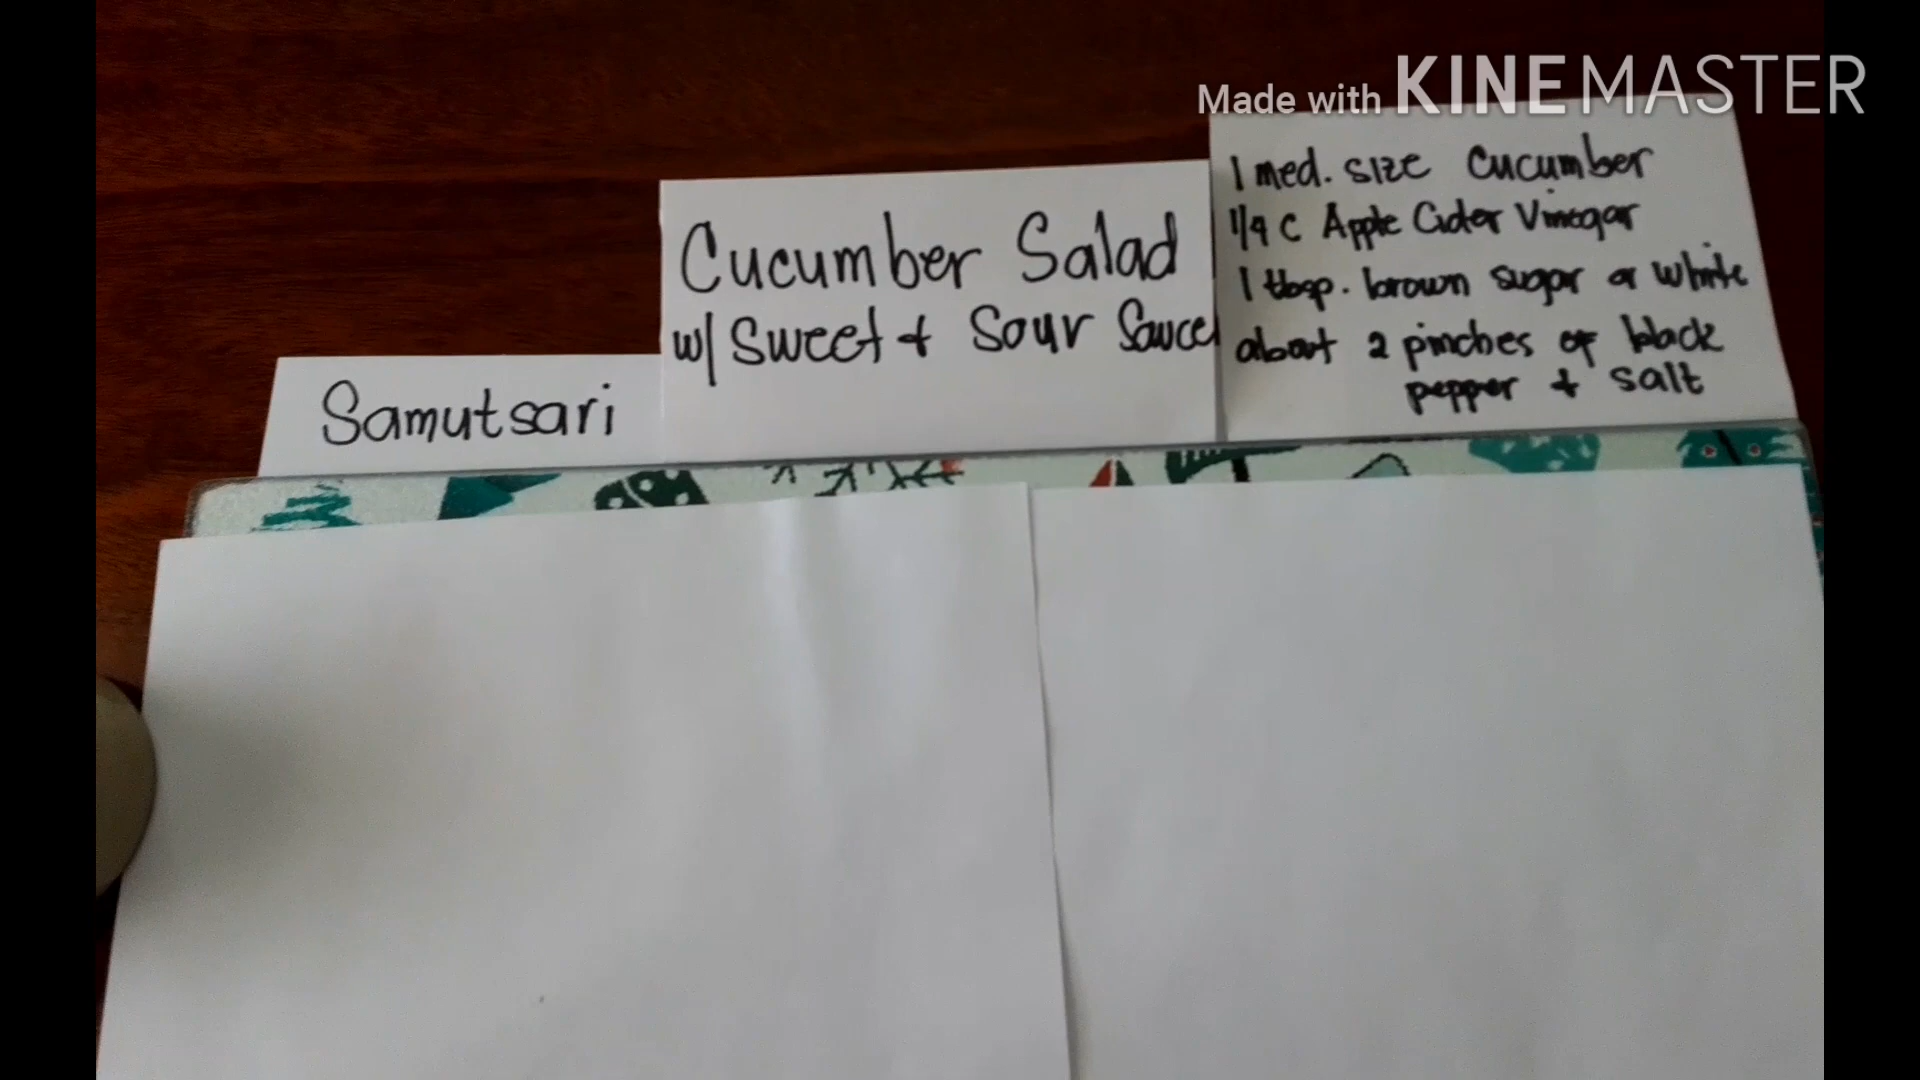 Made with KINEMASTER
Samutsari
Cucumber Salad
w/ Sweet + Sour Sauce
1 med. size Cucumber
1/4 C Apple Cider Vinegar
1 tbsp. brown sugar or white
about 2 pinches of black
pepper + salt